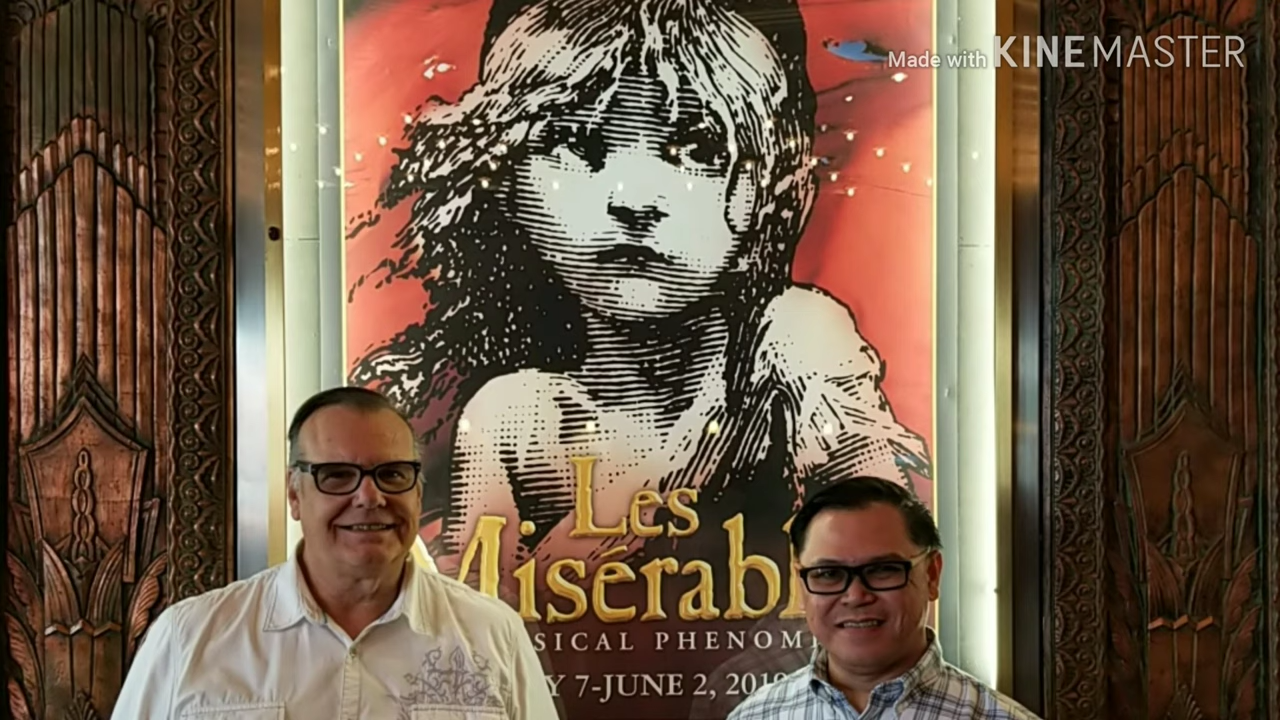 Made with KINEMASTER
Les
Misérabl
SICAL PHENOM
Y 7-JUNE 2, 2019